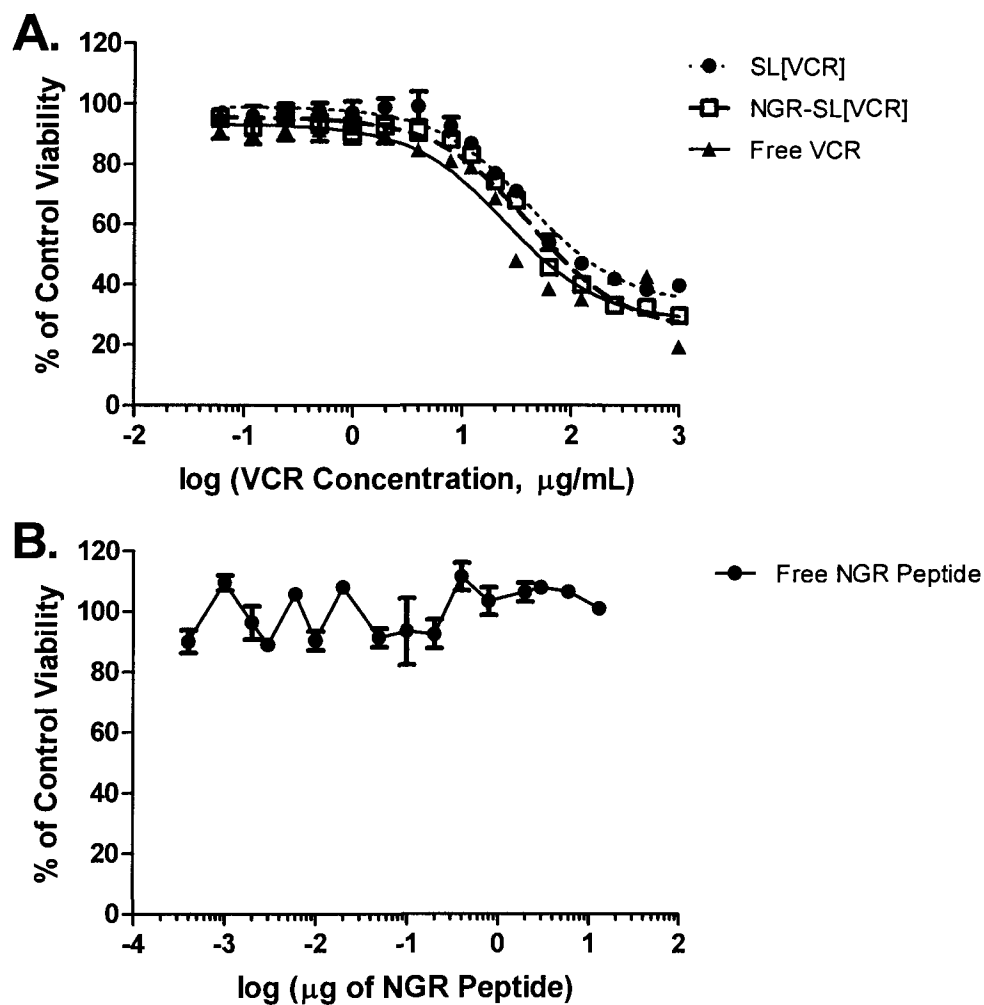 A.
120
100
80
60
40
20
0
-2 -1 0 1 2 3
% of Control Viability
log (VCR Concentration, μg/mL)
SL[VCR]
NGR-SL[VCR]
Free VCR
B.
120
100
80
60
40
20
0
-4 -3 -2 -1 0 1 2
% of Control Viability
log (μg of NGR Peptide)
Free NGR Peptide